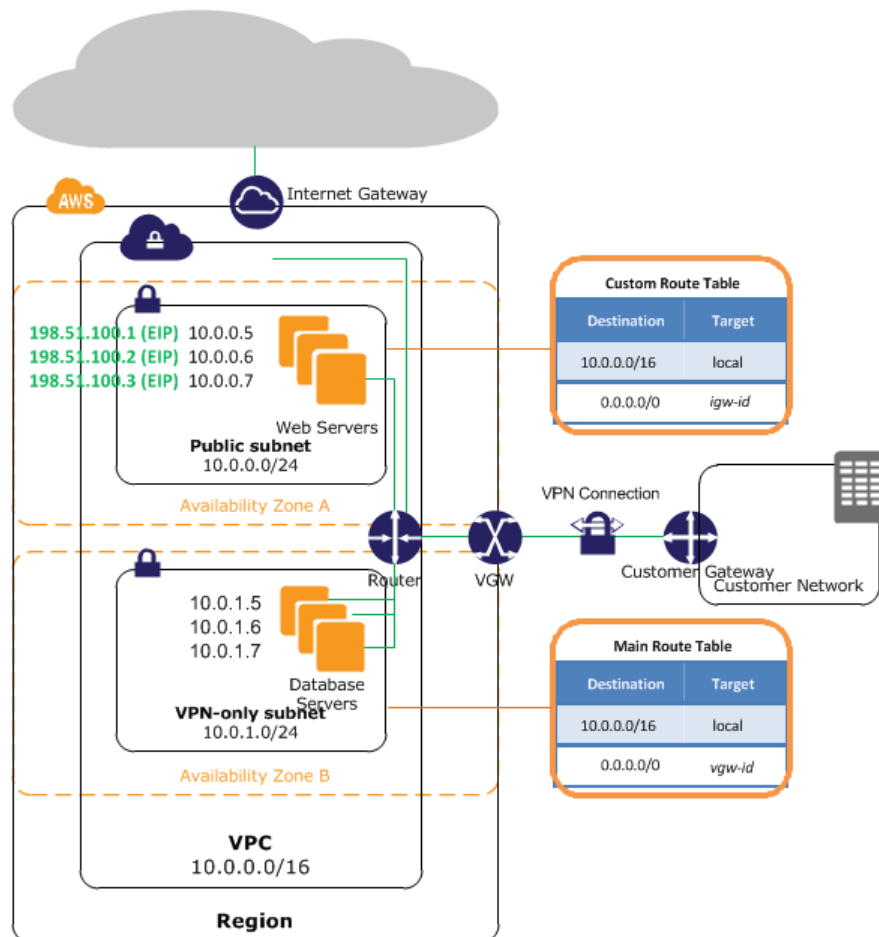 Internet Gateway
AWS
Custom Route Table
Destination Target
10.0.0.0/16 local
0.0.0.0/0 igw-id
198.51.100.1 (EIP) 10.0.0.5
198.51.100.2 (EIP) 10.0.0.6
198.51.100.3 (EIP) 10.0.0.7
Web Servers
Public subnet
10.0.0.0/24
Availability Zone A
VPN Connection
Router
VGW
Customer Gateway
Customer Network
10.0.1.5
10.0.1.6
10.0.1.7
Database
Servers
VPN-only subnet
10.0.1.0/24
Availability Zone B
Main Route Table
Destination Target
10.0.0.0/16 local
0.0.0.0/0 vgw-id
VPC
10.0.0.0/16
Region